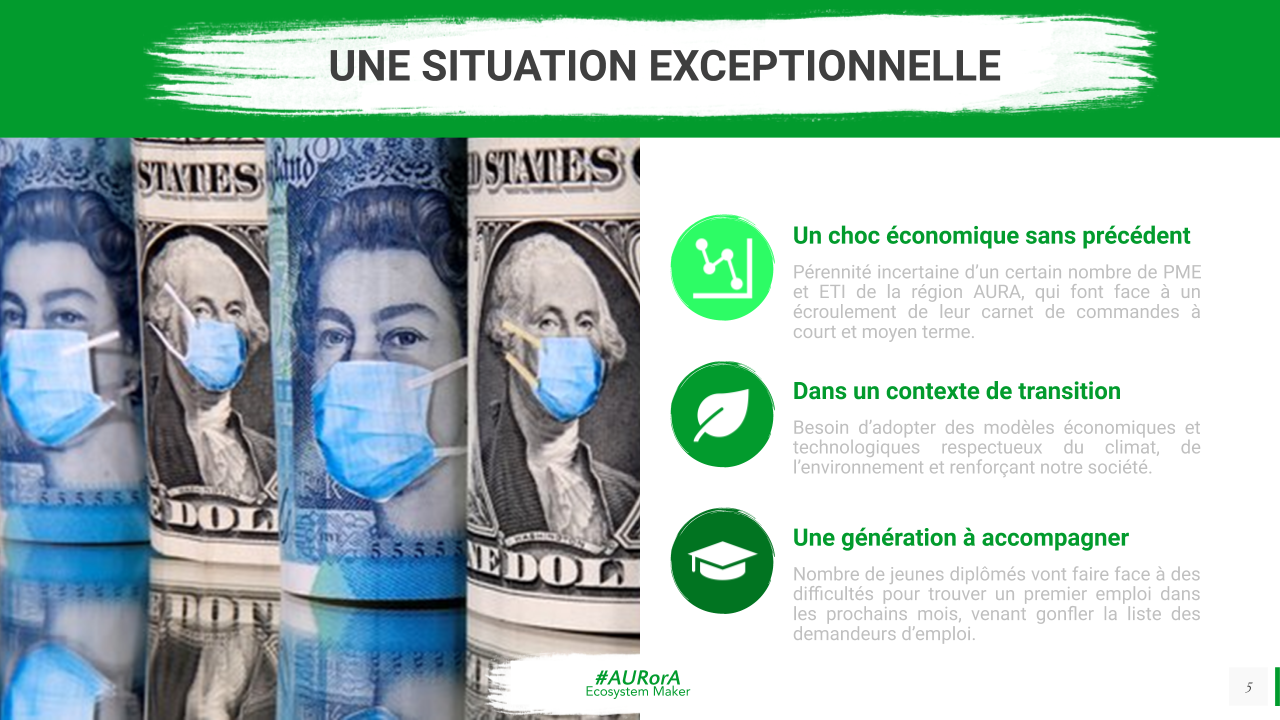 UNE SITUATION EXCEPTIONNELLE
STATES
D STATES
Un choc économique sans précédent
Pérennité incertaine d’un certain nombre de PME
et ETI de la région AURA, qui font face à un
écroulement de leur carnet de commandes à
court et moyen terme.
Dans un contexte de transition
Besoin d’adopter des modèles économiques et
technologiques respectueux du climat, de
l’environnement et renforçant notre société.
Une génération à accompagner
Nombre de jeunes diplômés vont faire face à des
difficultés pour trouver un premier emploi dans
les prochains mois, venant gonfler la liste des
demandeurs d’emploi.
E DOLL
NE DOLL
WASHINGTON
#AURorA
Ecosystem Maker
5